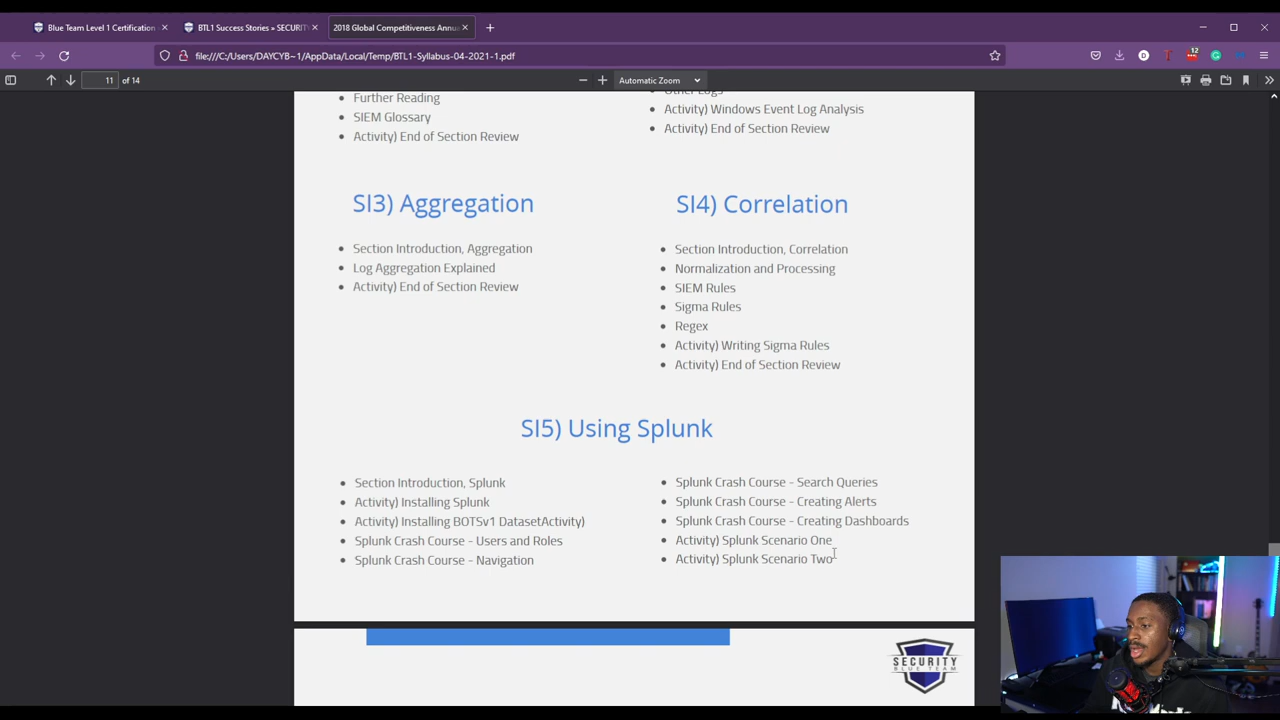 Blue Team Level 1 Certification
BTL1 Success Stories » SECURITY
2018 Global Competitiveness Annu
file:///C:/Users/DAYCYB~1/AppData/Local/Temp/BTL1-Syllabus-04-2021-1.pdf
12
11 of 14
Automatic Zoom
Further Reading
SIEM Glossary
Activity) End of Section Review
Other Logs
Activity) Windows Event Log Analysis
Activity) End of Section Review
SI3) Aggregation
Section Introduction, Aggregation
Log Aggregation Explained
Activity) End of Section Review
SI4) Correlation
Section Introduction, Correlation
Normalization and Processing
SIEM Rules
Sigma Rules
Regex
Activity) Writing Sigma Rules
Activity) End of Section Review
SI5) Using Splunk
Section Introduction, Splunk
Activity) Installing Splunk
Activity) Installing BOTSv1 DatasetActivity)
Splunk Crash Course - Users and Roles
Splunk Crash Course - Navigation
Splunk Crash Course - Search Queries
Splunk Crash Course - Creating Alerts
Splunk Crash Course - Creating Dashboards
Activity) Splunk Scenario One
Activity) Splunk Scenario Two
SECURITY
BLUE TEAM